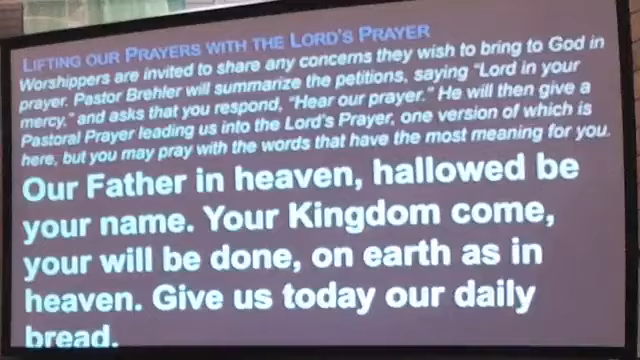 LIFTING OUR PRAYERS WITH THE LORD'S PRAYER
Worshippers are invited to share any concerns they wish to bring to God in
prayer. Pastor Brehler will summarize the petitions, saying "Lord in your
mercy," and asks that you respond, "Hear our prayer." He will then give a
Pastoral Prayer leading us into the Lord's Prayer, one version of which is
here, but you may pray with the words that have the most meaning for you.
Our Father in heaven, hallowed be
your name. Your Kingdom come,
your will be done, on earth as in
heaven. Give us today our daily
bread.